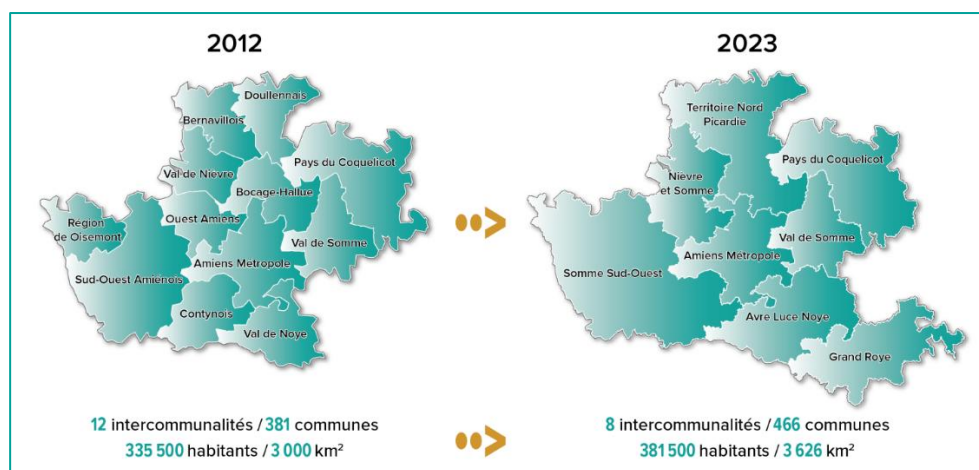 2012
Doullennais
Bernavillois
Pays du Coquelicot
Val de Nièvre
Bocage-Hallue
Ouest Amiens
Région
de Oisemont
Val de Somme
Amiens Métropole
Sud-Ouest Amiénois
Contynois
Val de Noye
12 intercommunalités / 381 communes
335 500 habitants / 3 000 km²
2023
Territoire Nord
Picardie
Pays du Coquelicot
Nièvre
et Somme
Val de Somme
Amiens Métropole
Somme Sud-Ouest
Avre Luce Noye
Grand Roye
8 intercommunalités / 466 communes
381 500 habitants / 3 626 km²